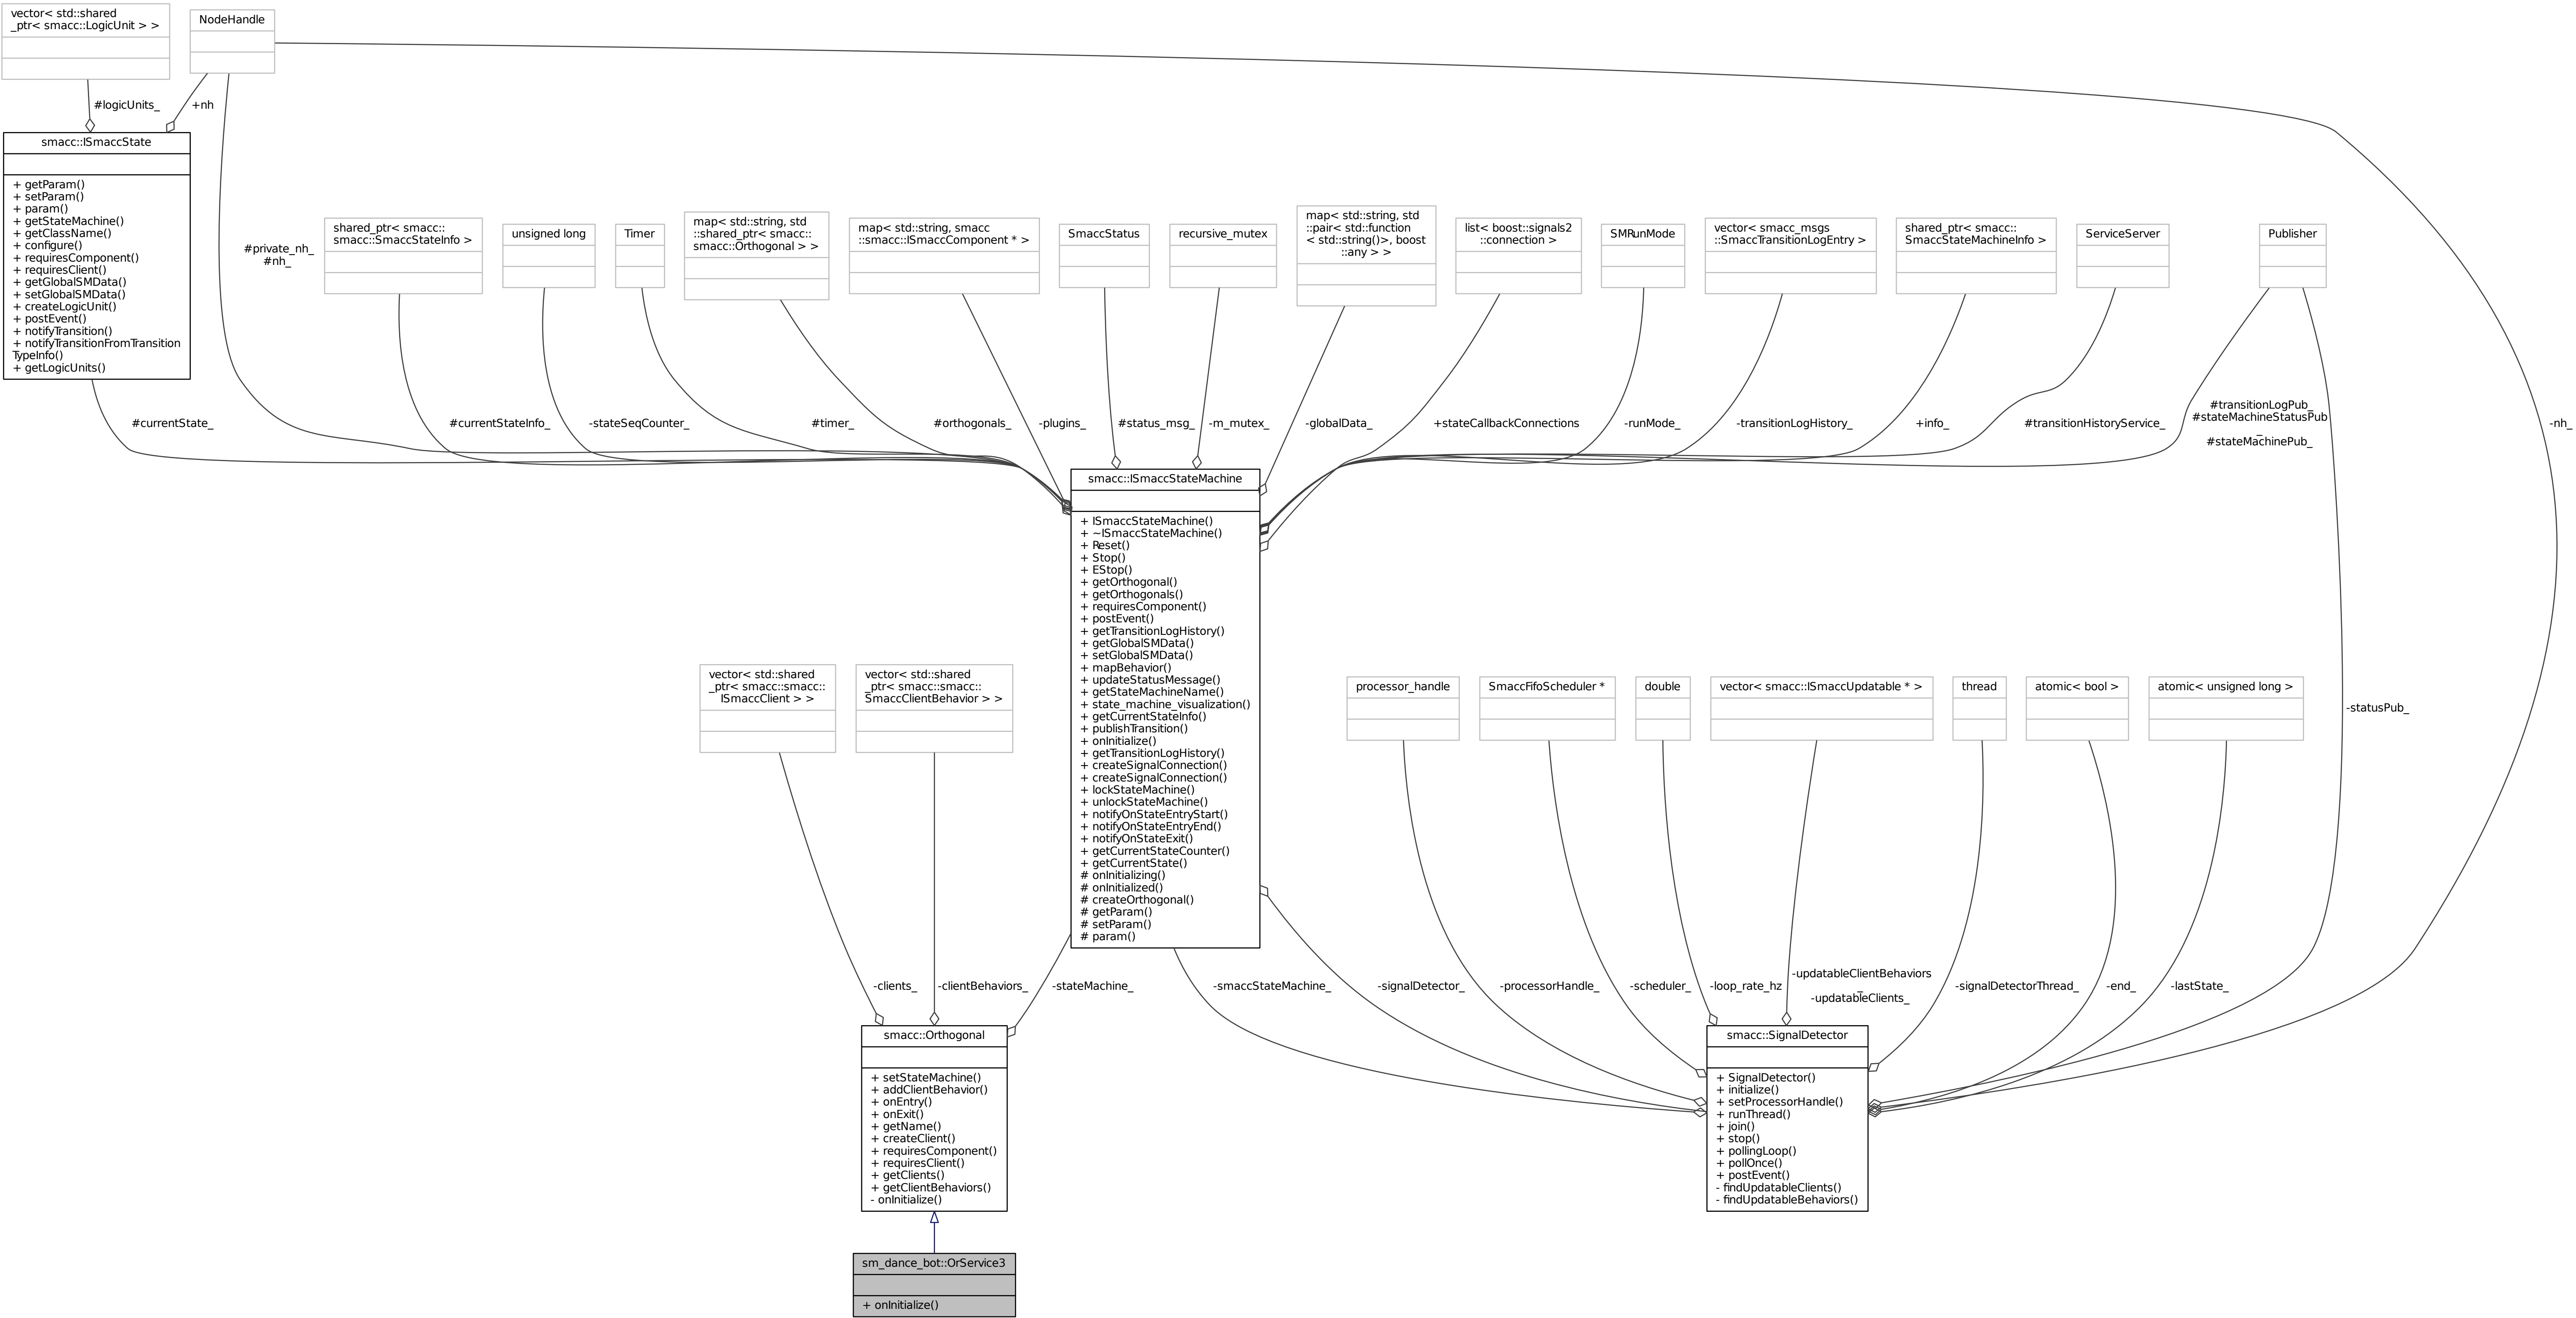 vector< std::shared
_ptr< smacc::LogicUnit > >
NodeHandle
#logicUnits_
+nh
smacc::ISmaccState
+ getParam()
+ setParam()
+ param()
+ getStateMachine()
+ getClassName()
+ configure()
+ requiresComponent()
+ requiresClient()
+ getGlobalSMData()
+ setGlobalSMData()
+ createLogicUnit()
+ postEvent()
+ notifyTransition()
+ notifyTransitionFromTransition
TypeInfo()
+ getLogicUnits()
#private_nh_
#nh_
shared_ptr< smacc::
smacc::SmaccStateInfo >
unsigned long
Timer
map< std::string, std
::shared_ptr< smacc::
smacc::Orthogonal > >
map< std::string, smacc
::smacc::ISmaccComponent * >
SmaccStatus
recursive_mutex
map< std::string, std
::pair< std::function
< std::string()>, boost
::any > >
list< boost::signals2
::connection >
SMRunMode
vector< smacc_msgs
::SmaccTransitionLogEntry >
shared_ptr< smacc::
SmaccStateMachineInfo >
ServiceServer
Publisher
#currentState_
#currentStateInfo_
-stateSeqCounter_
#timer_
#orthogonals_
-plugins_
#status_msg_
-m_mutex_
-globalData_
+stateCallbackConnections
-runMode_
-transitionLogHistory_
+info_
#transitionHistoryService_
#transitionLogPub_
#stateMachineStatusPub
_
#stateMachinePub_
-nh_
smacc::ISmaccStateMachine
+ ISmaccStateMachine()
+ ~ISmaccStateMachine()
+ Reset()
+ Stop()
+ EStop()
+ getOrthogonal()
+ getOrthogonals()
+ requiresComponent()
+ postEvent()
+ getTransitionLogHistory()
+ getGlobalSMData()
+ setGlobalSMData()
+ mapBehavior()
+ updateStatusMessage()
+ getStateMachineName()
+ state_machine_visualization()
+ getCurrentStateInfo()
+ publishTransition()
+ onInitialize()
+ getTransitionLogHistory()
+ createSignalConnection()
+ createSignalConnection()
+ lockStateMachine()
+ unlockStateMachine()
+ notifyOnStateEntryStart()
+ notifyOnStateEntryEnd()
+ notifyOnStateExit()
+ getCurrentStateCounter()
+ getCurrentState()
# onInitializing()
# onInitialized()
# createOrthogonal()
# getParam()
# setParam()
# param()
vector< std::shared
_ptr< smacc::smacc::
ISmaccClient > >
vector< std::shared
_ptr< smacc::smacc::
SmaccClientBehavior > >
processor_handle
SmaccFifoScheduler *
double
vector< smacc::ISmaccUpdatable * >
thread
atomic< bool >
atomic< unsigned long >
-statusPub_
-clients_
-clientBehaviors_
-stateMachine_
-smaccStateMachine_
-signalDetector_
-processorHandle_
-scheduler_
-loop_rate_hz
-updatableClientBehaviors
_
-updatableClients_
-signalDetectorThread_
-end_
-lastState_
smacc::Orthogonal
+ setStateMachine()
+ addClientBehavior()
+ onEntry()
+ onExit()
+ getName()
+ createClient()
+ requiresComponent()
+ requiresClient()
+ getClients()
+ getClientBehaviors()
- onInitialize()
smacc::SignalDetector
+ SignalDetector()
+ initialize()
+ setProcessorHandle()
+ runThread()
+ join()
+ stop()
+ pollingLoop()
+ pollOnce()
+ postEvent()
- findUpdatableClients()
- findUpdatableBehaviors()
sm_dance_bot::OrService3
+ onInitialize()